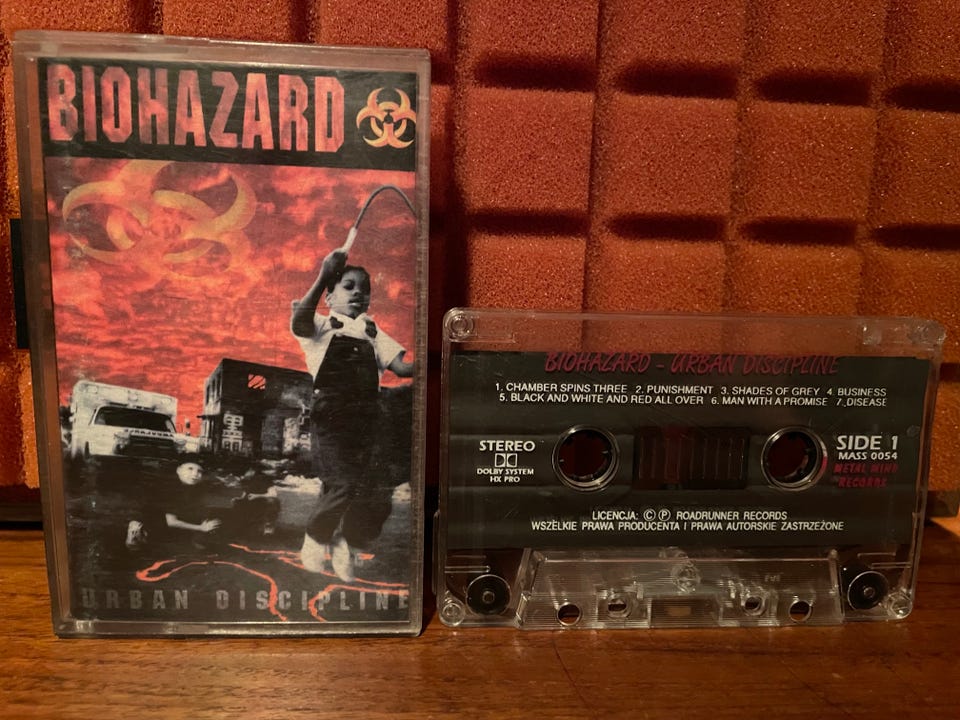 BIOHAZARD
URBAN DISCIPLINE
BIOHAZARD - URBAN DISCIPLINE
1. CHAMBER SPINS THREE 2. PUNISHMENT 3. SHADES OF GREY 4. BUSINESS
5. BLACK AND WHITE AND RED ALL OVER 6. MAN WITH A PROMISE 7. DISEASE
STEREO
DOLBY SYSTEM
HX PRO
SIDE 1
MASS 0054
METAL MIND
RECORDS
LICENCJA: © ℗ ROADRUNNER RECORDS
WSZELKIE PRAWA PRODUCENTA I PRAWA AUTORSKIE ZASTRZEŻONE